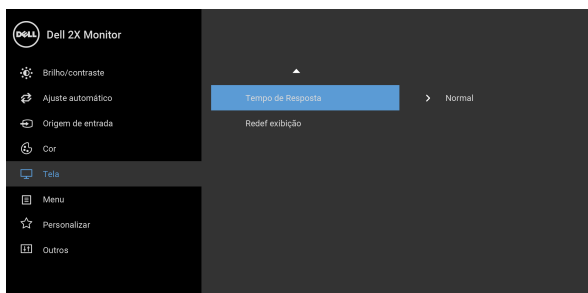 DELL Dell 2X Monitor
Brilho/contraste
Ajuste automático
Tempo de Resposta Normal
Origem de entrada
Redef exibição
Cor
Tela
Menu
Personalizar
Outros